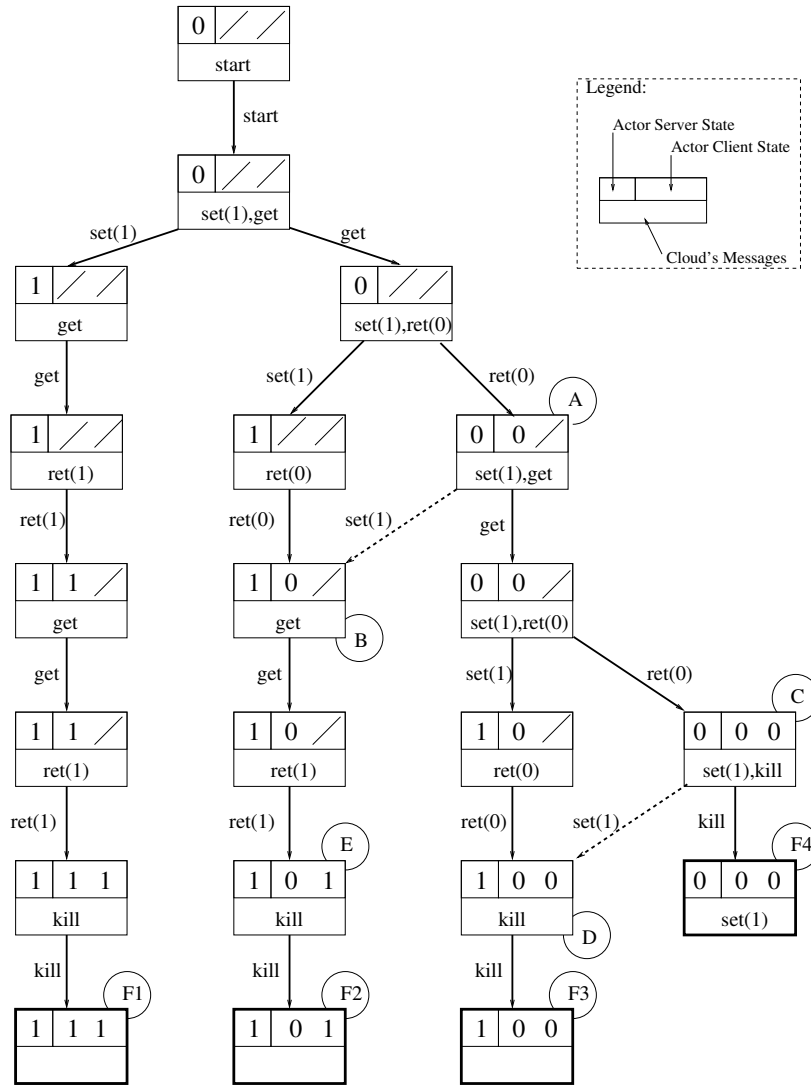 0
start
start
Legend:
Actor Server State
Actor Client State
Cloud's Messages
0
set(1),get
set(1)
get
1
get
0
set(1),ret(0)
get
set(1)
ret(0)
A
1
ret(1)
1
ret(0)
0 0
set(1),get
ret(1)
ret(0)
set(1)
get
1 1
get
1 0
get
B
0 0
set(1),ret(0)
get
get
set(1)
ret(0)
C
1 1
ret(1)
1 0
ret(1)
1 0
ret(0)
0 0 0
set(1),kill
ret(1)
ret(1)
E
ret(0)
set(1)
kill
F4
1 1 1
kill
1 0 1
kill
1 0 0
kill
D
0 0 0
set(1)
kill
F1
kill
F2
kill
F3
1 1 1
1 0 1
1 0 0